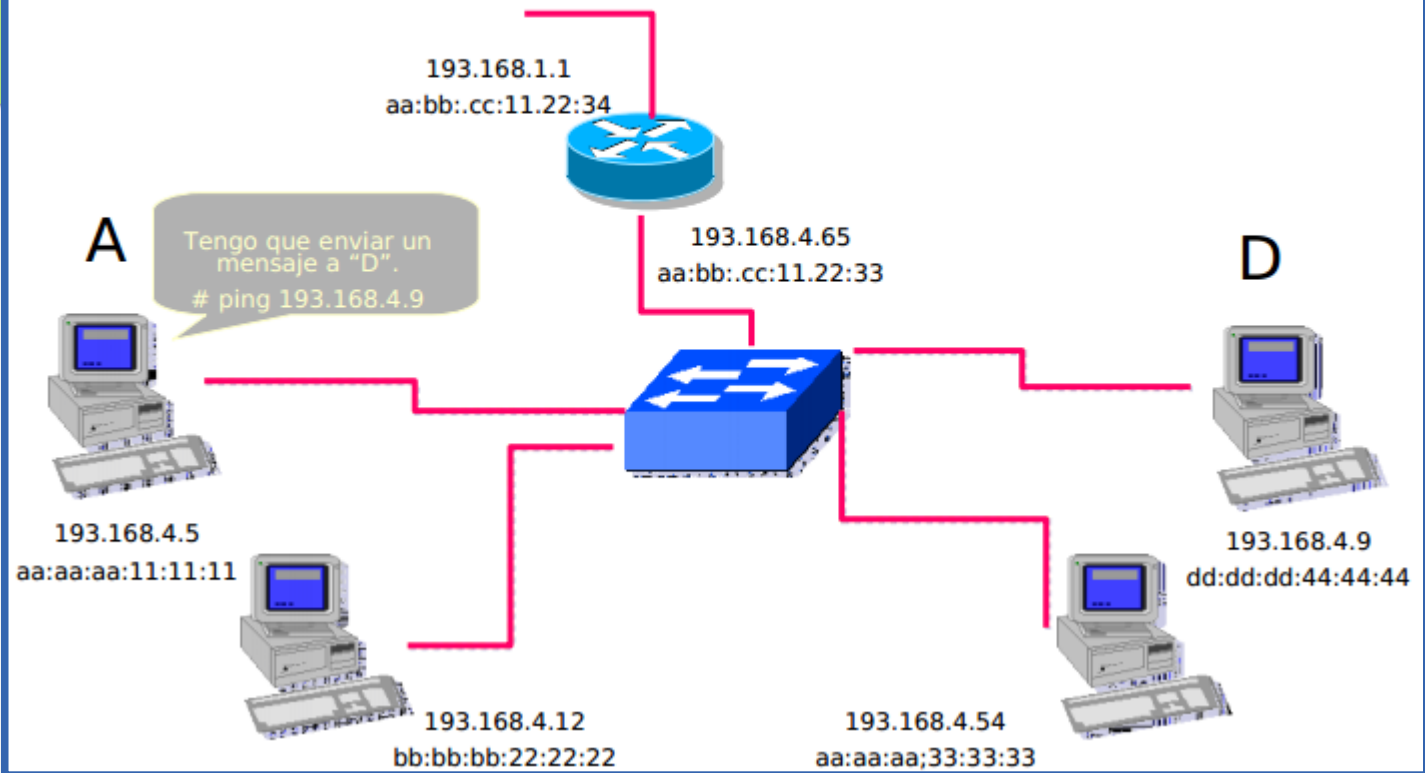 193.168.1.1
aa:bb:.cc:11.22:34
A
Tengo que enviar un
mensaje a “D”.
# ping 193.168.4.9
193.168.4.65
aa:bb:.cc:11.22:33
D
193.168.4.5
aa:aa:aa:11:11:11
193.168.4.9
dd:dd:dd:44:44:44
193.168.4.12
bb:bb:bb:22:22:22
193.168.4.54
aa:aa:aa;33:33:33